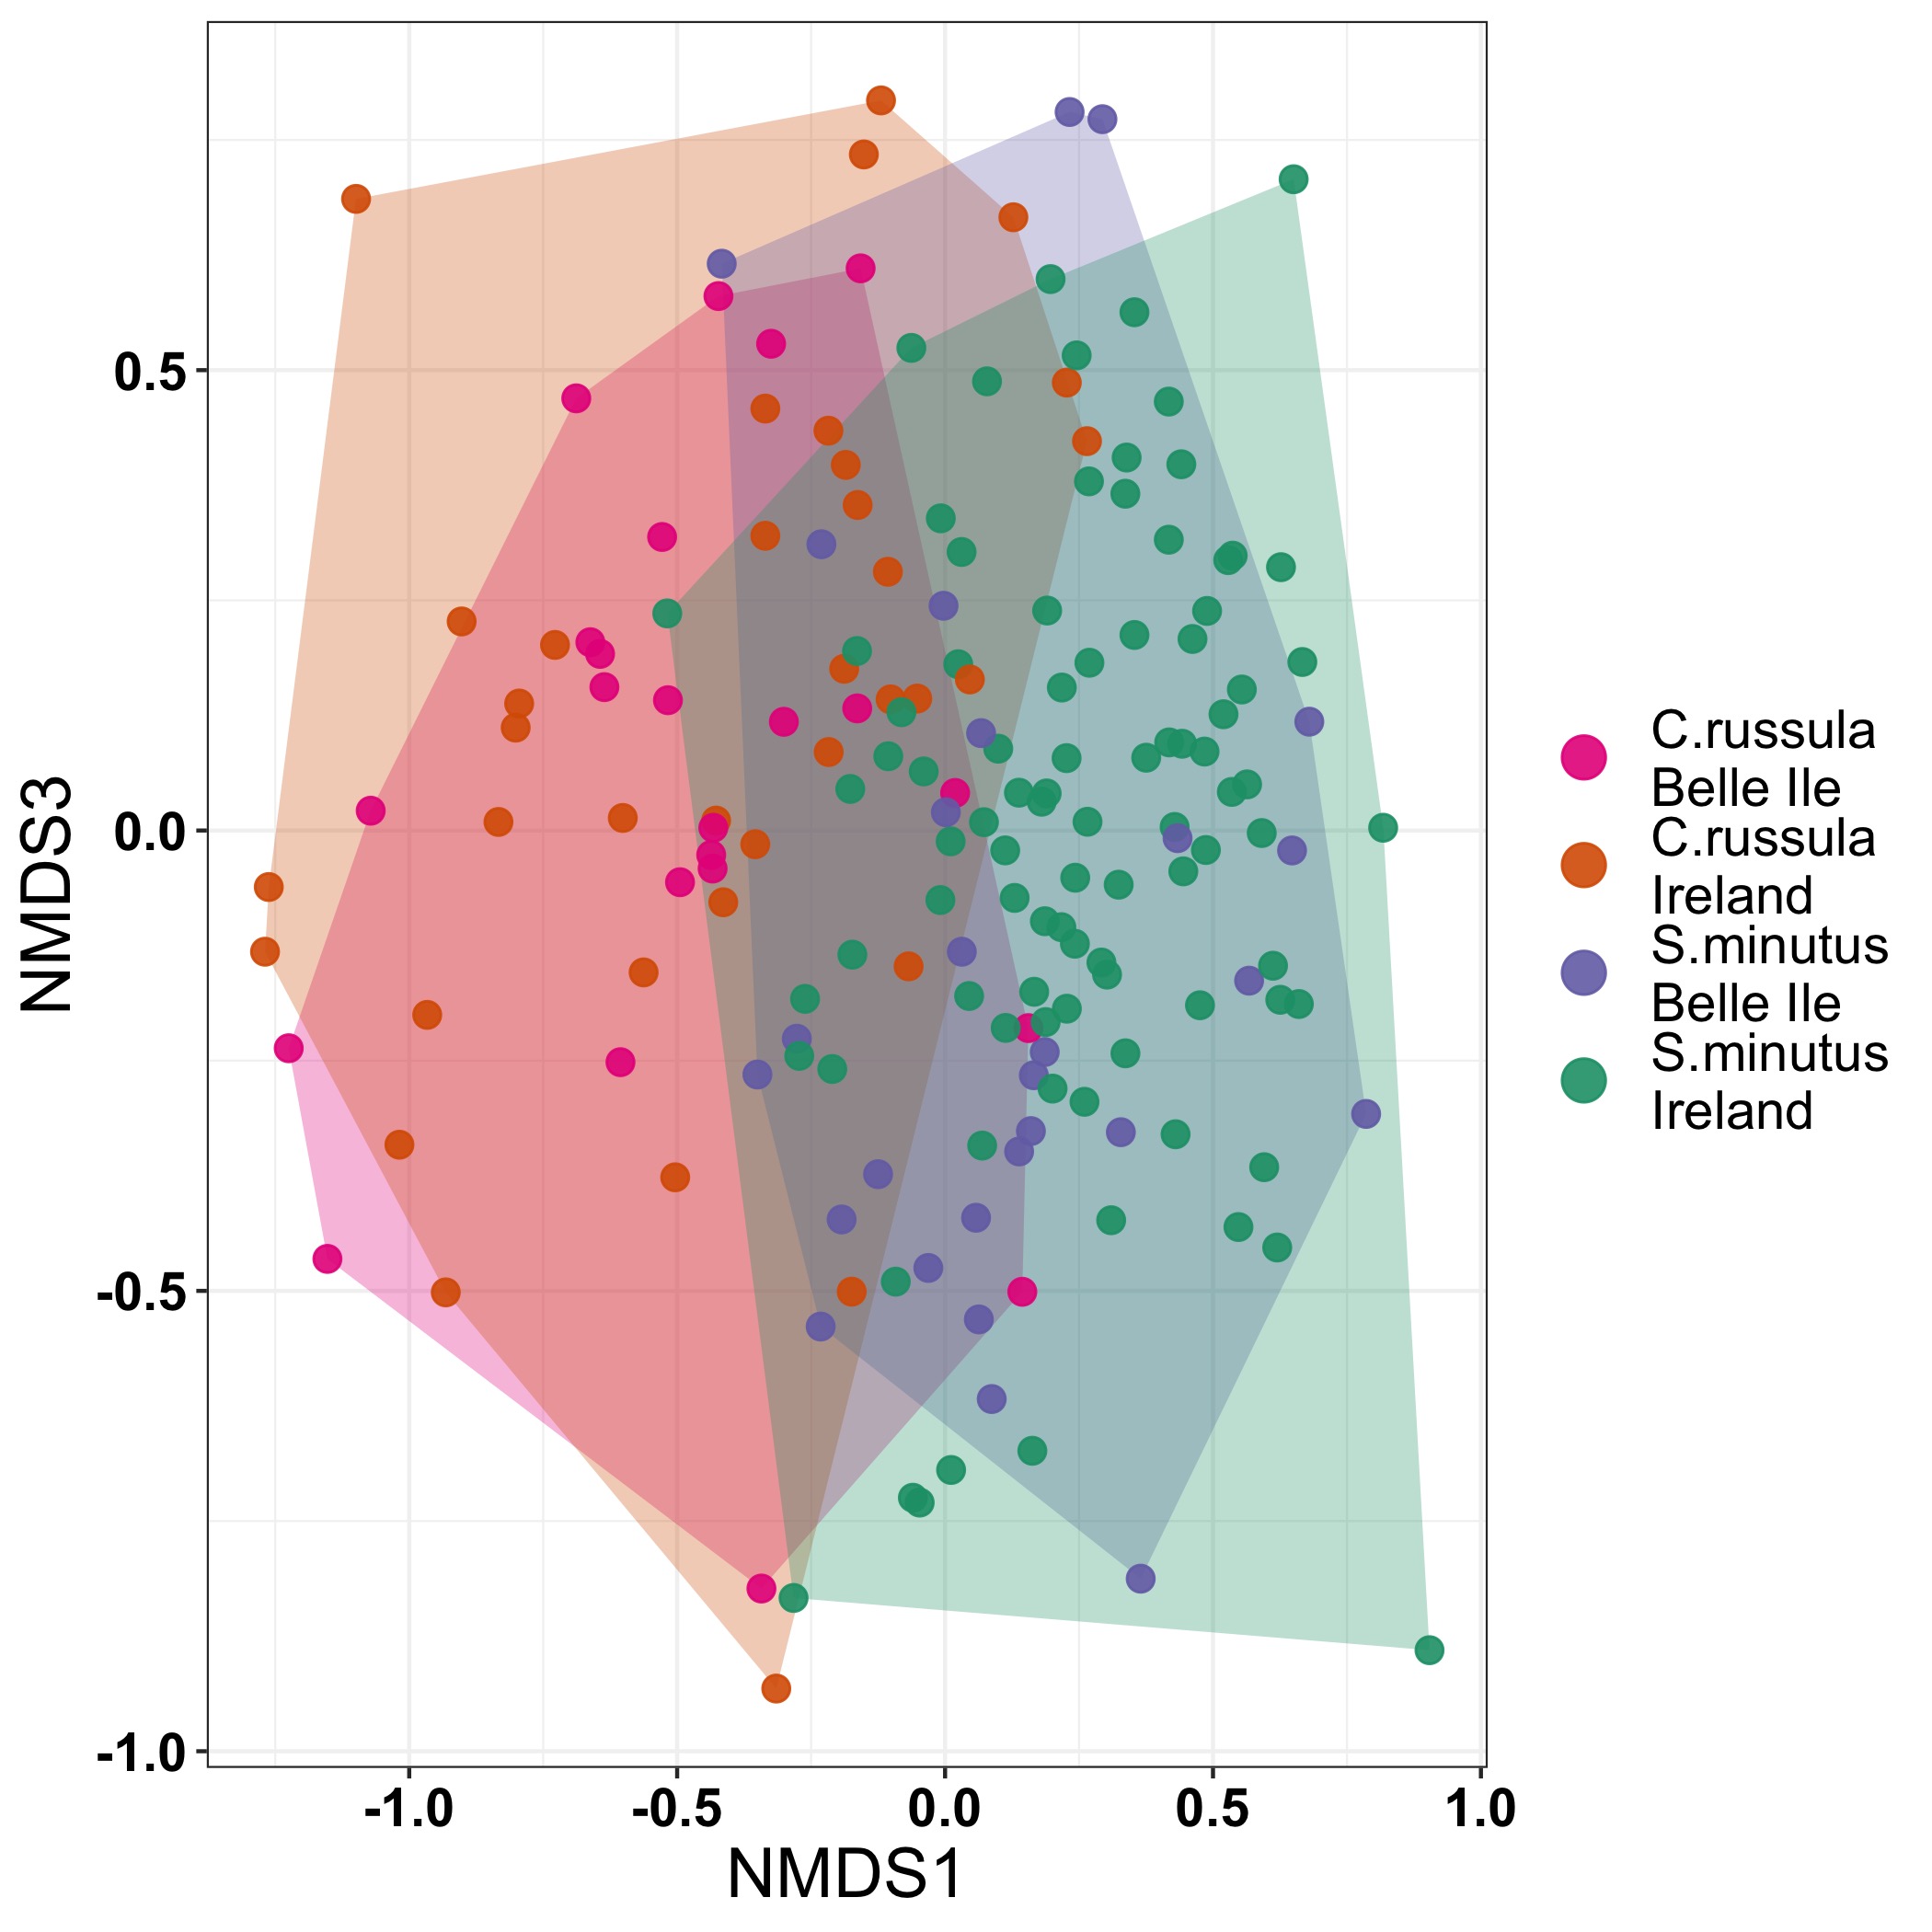 NMDS3
0.5
0.0
-0.5
-1.0
-1.0
-0.5
0.0
0.5
1.0
NMDS1
C.russula
Belle Ile
C.russula
Ireland
S.minutus
Belle Ile
S.minutus
Ireland